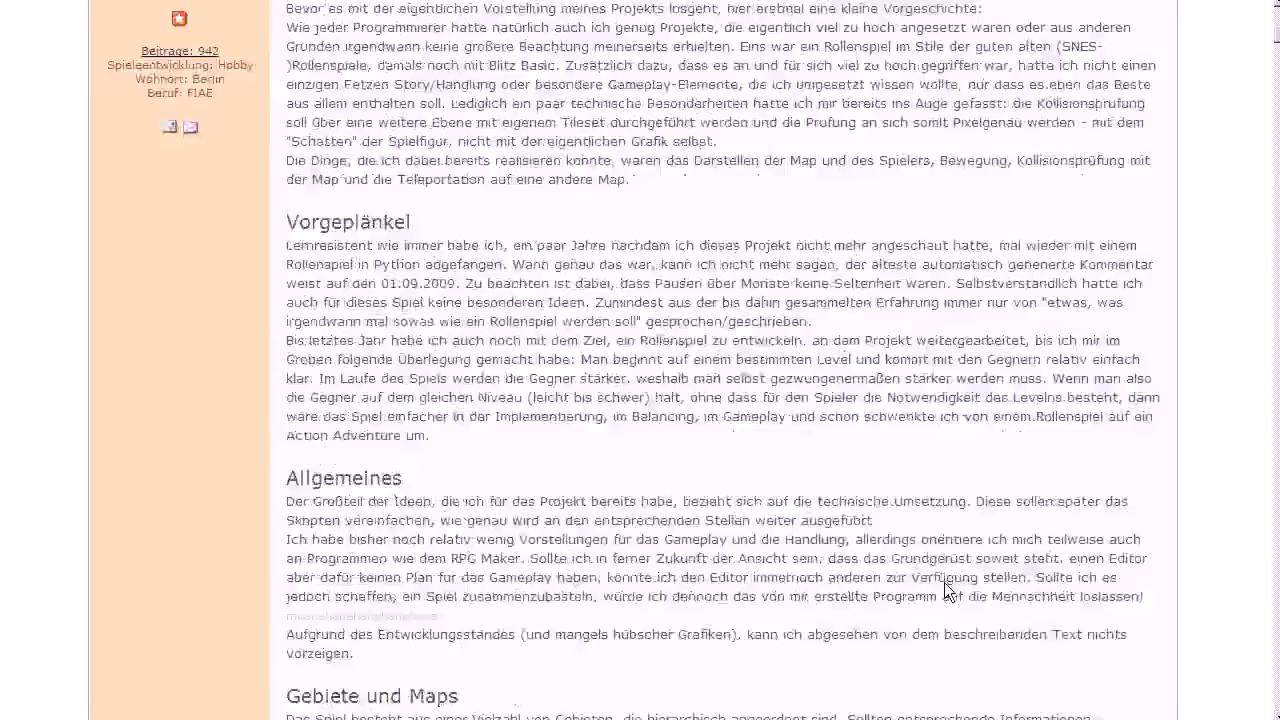 Beiträge: 942
Spieleentwicklung: Hobby
Wohnort: Berlin
Beruf: FIAE
Bevor es mit der eigentlichen Vorstellung meines Projekts losgeht, hier erstmal eine kleine Vorgeschichte:
Wie jeder Programmierer hatte natürlich auch ich genug Projekte, die eigentlich viel zu hoch angesetzt waren oder aus anderen
Gründen irgendwann keine größere Beachtung meinerseits erhielten. Eins war ein Rollenspiel im Stile der guten alten (SNES-
)Rollenspiele, damals noch mit Blitz Basic. Zusätzlich dazu, dass es an und für sich viel zu hoch gegriffen war, hatte ich nicht einen
einzigen Fetzen Story/Handlung oder besondere Gameplay-Elemente, die ich umgesetzt wissen wollte, nur dass es eben das Beste
aus allem enthalten soll. Lediglich ein paar technische Besonderheiten hatte ich mir bereits ins Auge gefasst: die Kollisionsprüfung
soll über eine weitere Ebene mit eigenem Tileset durchgeführt werden und die Prüfung an sich somit Pixelgenau werden - mit dem
"Schatten" der Spielfigur, nicht mit der eigentlichen Grafik selbst.
Die Dinge, die ich dabei bereits realisieren konnte, waren das Darstellen der Map und des Spielers, Bewegung, Kollisionsprüfung mit
der Map und die Teleportation auf eine andere Map.
Vorgeplänkel
Lernresistent wie immer habe ich, ein paar Jahre nachdem ich dieses Projekt nicht mehr angeschaut hatte, mal wieder mit einem
Rollenspiel in Python angefangen. Wann genau das war, kann ich nicht mehr sagen, der älteste automatisch generierte Kommentar
weist auf den 01.09.2009. Zu beachten ist dabei, dass Pausen über Monate keine Seltenheit waren. Selbstverständlich hatte ich
auch für dieses Spiel keine besonderen Ideen. Zumindest aus der bis dahin gesammelten Erfahrung immer nur von "etwas, was
irgendwann mal sowas wie ein Rollenspiel werden soll" gesprochen/geschrieben.
Bis letztes Jahr habe ich auch noch mit dem Ziel, ein Rollenspiel zu entwickeln, an dem Projekt weitergearbeitet, bis ich mir im
Groben folgende Überlegung gemacht habe: Man beginnt auf einem bestimmten Level und kommt mit den Gegnern relativ einfach
klar. Im Laufe des Spiels werden die Gegner stärker, weshalb man selbst gezwungenermaßen stärker werden muss. Wenn man also
die Gegner auf dem gleichen Niveau (leicht bis schwer) hält, ohne dass für den Spieler die Notwendigkeit des Levelns besteht, dann
wäre das Spiel einfacher in der Implementierung, im Balancing, im Gameplay und schon schwenkte ich von einem Rollenspiel auf ein
Action Adventure um.
Allgemeines
Der Großteil der Ideen, die ich für das Projekt bereits habe, bezieht sich auf die technische Umsetzung. Diese sollen später das
Skripten vereinfachen, wie genau wird an den entsprechenden Stellen weiter ausgeführt.
Ich habe bisher noch relativ wenig Vorstellungen für das Gameplay und die Handlung, allerdings orientiere ich mich teilweise auch
an Programmen wie dem RPG Maker. Sollte ich in ferner Zukunft der Ansicht sein, dass das Grundgerüst soweit steht, einen Editor
aber dafür keinen Plan für das Gameplay haben, könnte ich den Editor immernoch anderen zur Verfügung stellen. Sollte ich es
jedoch schaffen, ein Spiel zusammenzubasteln, würde ich dennoch das von mir erstellte Programm auf die Menschheit loslassen!
Aufgrund des Entwicklungsstandes (und mangels hübscher Grafiken), kann ich abgesehen von dem beschreibenden Text nichts
vorzeigen.
Gebiete und Maps
Das Spiel besteht aus einer Vielzahl von Gebieten, die hierarchisch angeordnet sind. Sollten entsprechende Informationen